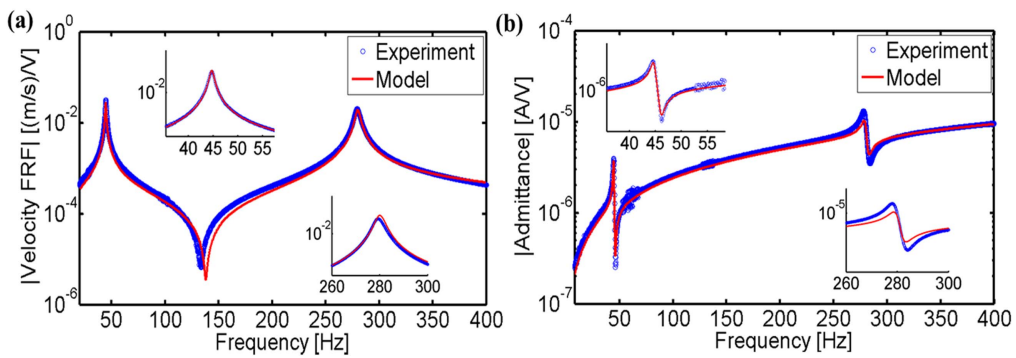 (a)
|Velocity FRF| [(m/s)/V]
10^0
10^-2
10^-4
10^-6
Experiment
Model
10^-2
40 45 50 55
10^-2
260 280 300
50 100 150 200 250 300 350 400
Frequency [Hz]
(b)
|Admittance| [A/V]
10^-4
10^-5
10^-6
10^-7
Experiment
Model
10^-6
40 45 50 55
10^-5
260 280 300
50 100 150 200 250 300 350 400
Frequency [Hz]